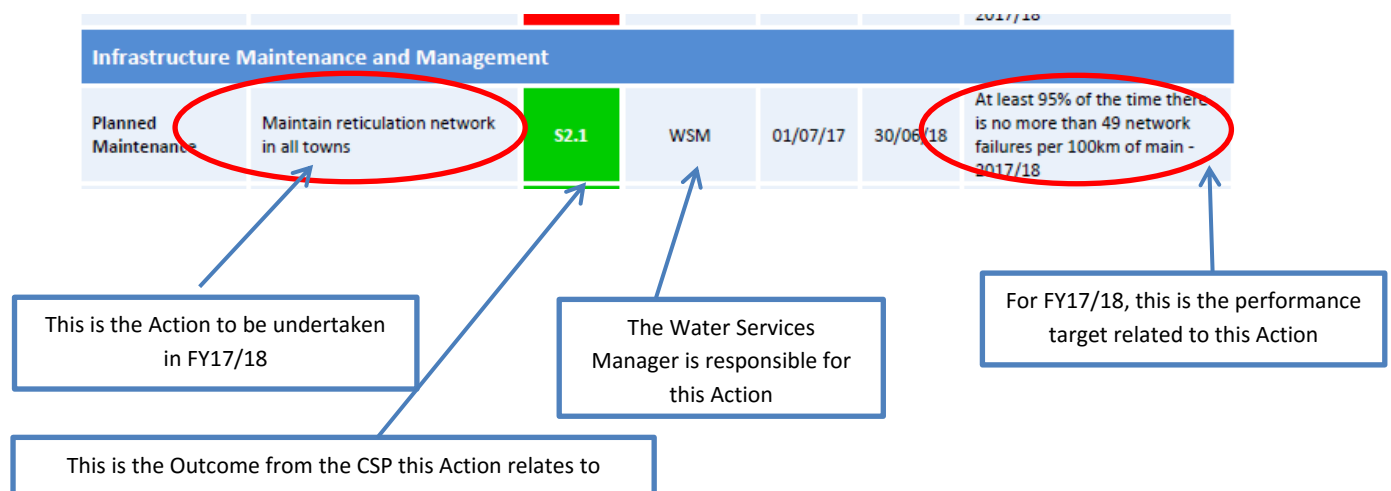 2017/18
Infrastructure Maintenance and Management
Planned
Maintenance
Maintain reticulation network
in all towns
S2.1
WSM
01/07/17
30/06/18
At least 95% of the time there
is no more than 49 network
failures per 100km of main -
2017/18
This is the Action to be undertaken
in FY17/18
The Water Services
Manager is responsible for
this Action
For FY17/18, this is the performance
target related to this Action
This is the Outcome from the CSP this Action relates to